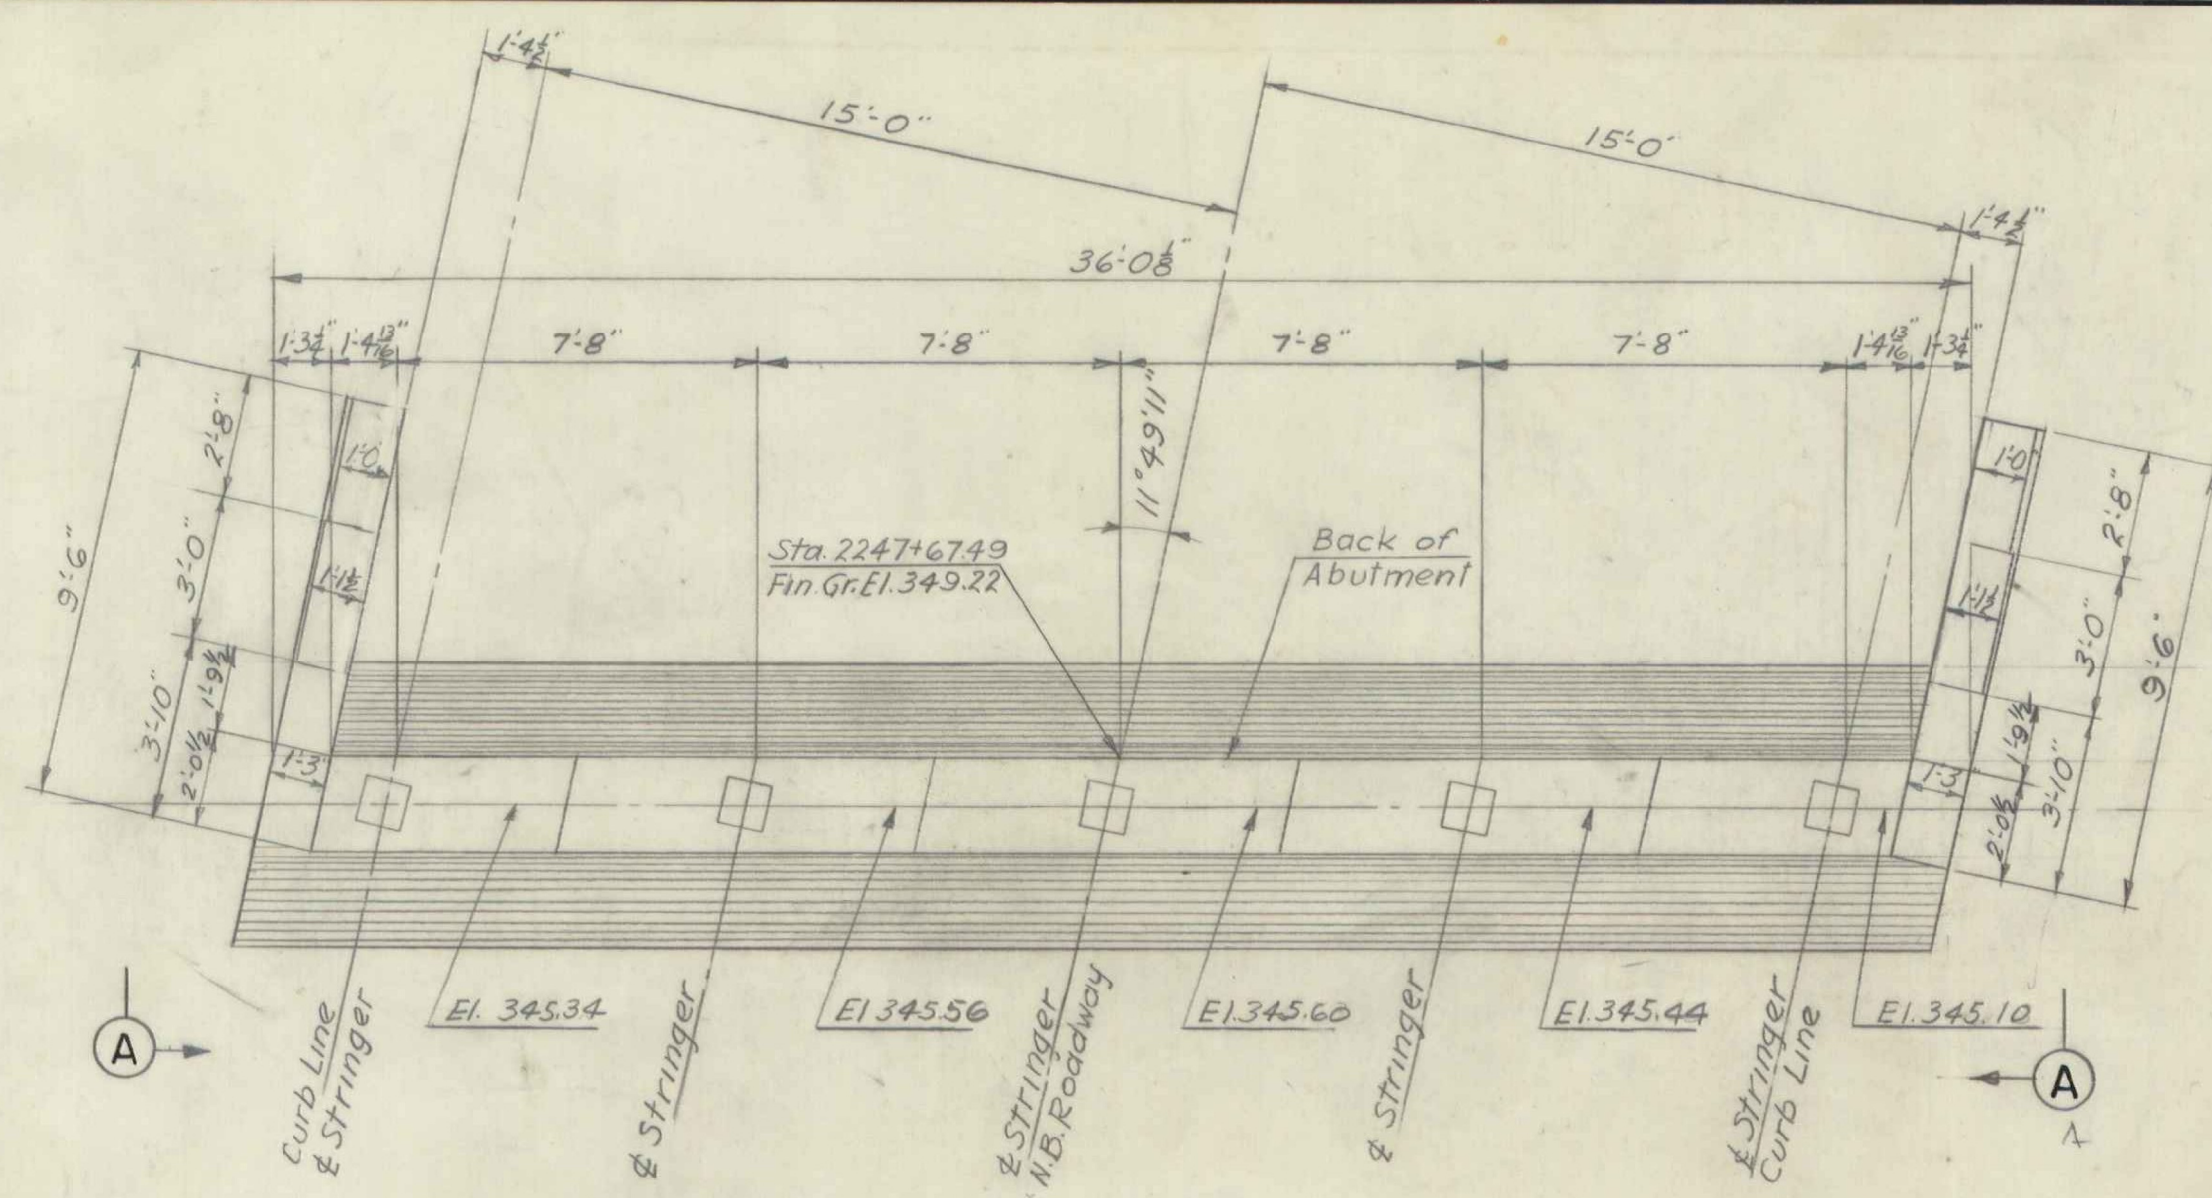 1'-4½"
15'-0"
15'-0"
1'-4½"
36'-0⅛"
1'-3¼" 1'-4 13/16" 7'-8" 7'-8" 7'-8" 7'-8" 1'-4 13/16" 1'-3¼"
11°49'11"
9'-6"
2'-8"
3'-0"
3'-10"
1'-9½
2'-0½
1'-0
1'-1½
1'-3"
Sta. 2247+67.49
Fin. Gr. El. 349.22
Back of
Abutment
1'-0
1'-1½
1'-3
2'-8"
3'-0"
1'-9½
2'-0½
3'-10"
9'-6"
El. 345.34
El 345.56
El. 345.60
El. 345.44
El. 345.10
A
Curb Line
℄ Stringer
℄ Stringer
℄ Stringer
N.B. Roadway
℄ Stringer
℄ Stringer
Curb Line
A